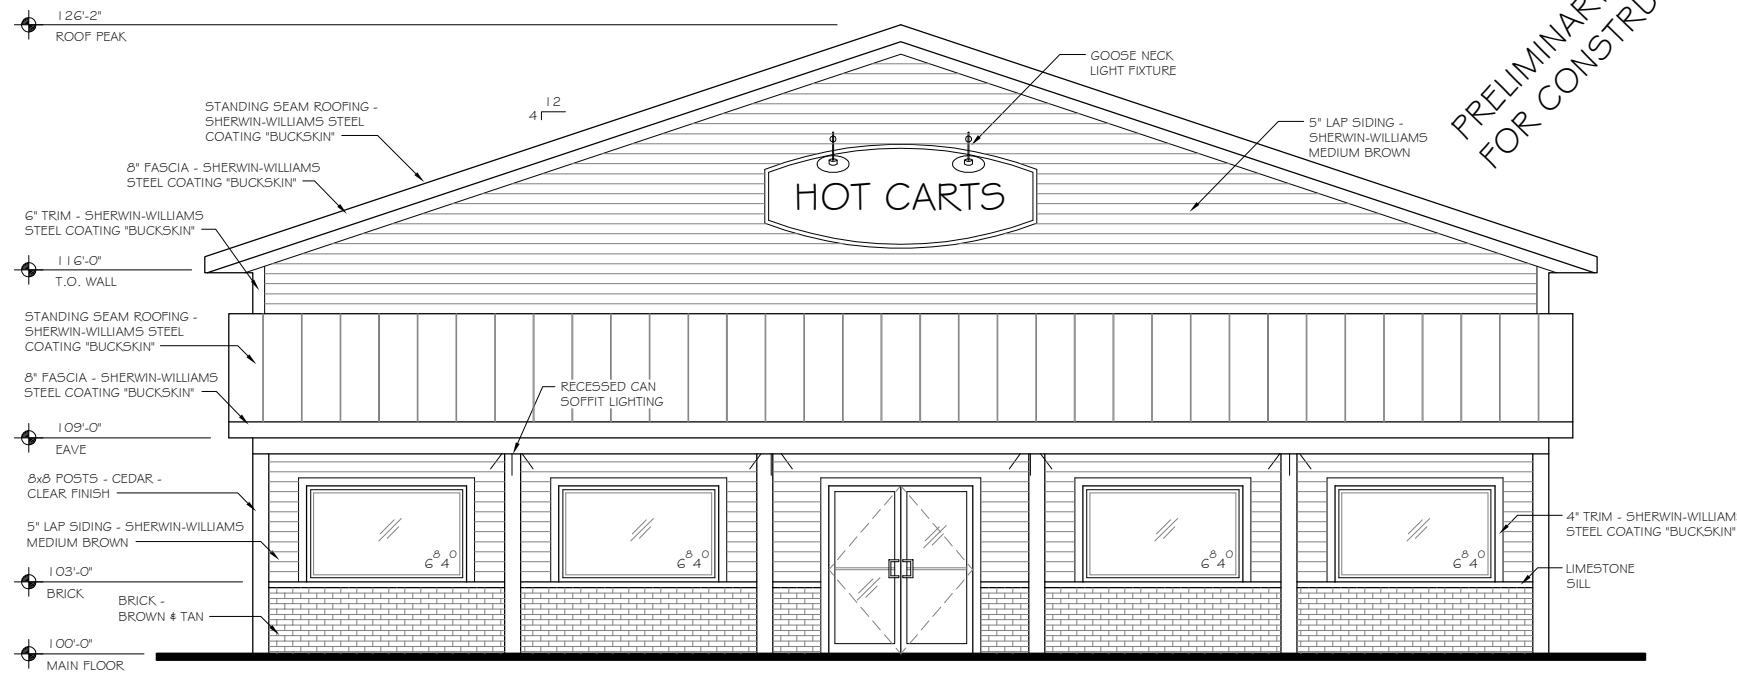 126'-2"
ROOF PEAK
PRELIMINARY
FOR CONSTRU
GOOSE NECK
LIGHT FIXTURE
12
4
STANDING SEAM ROOFING -
SHERWIN-WILLIAMS STEEL
COATING "BUCKSKIN"
5" LAP SIDING -
SHERWIN-WILLIAMS
MEDIUM BROWN
8" FASCIA - SHERWIN-WILLIAMS
STEEL COATING "BUCKSKIN"
HOT CARTS
6" TRIM - SHERWIN-WILLIAMS
STEEL COATING "BUCKSKIN"
116'-0"
T.O. WALL
STANDING SEAM ROOFING -
SHERWIN-WILLIAMS STEEL
COATING "BUCKSKIN"
8" FASCIA - SHERWIN-WILLIAMS
STEEL COATING "BUCKSKIN"
RECESSED CAN
SOFFIT LIGHTING
109'-0"
EAVE
8x8 POSTS - CEDAR -
CLEAR FINISH
5" LAP SIDING - SHERWIN-WILLIAMS
MEDIUM BROWN
4" TRIM - SHERWIN-WILLIAM
STEEL COATING "BUCKSKIN"
8 0
6 4
8 0
6 4
8 0
6 4
8 0
6 4
LIMESTONE
SILL
103'-0"
BRICK
BRICK -
BROWN & TAN
100'-0"
MAIN FLOOR